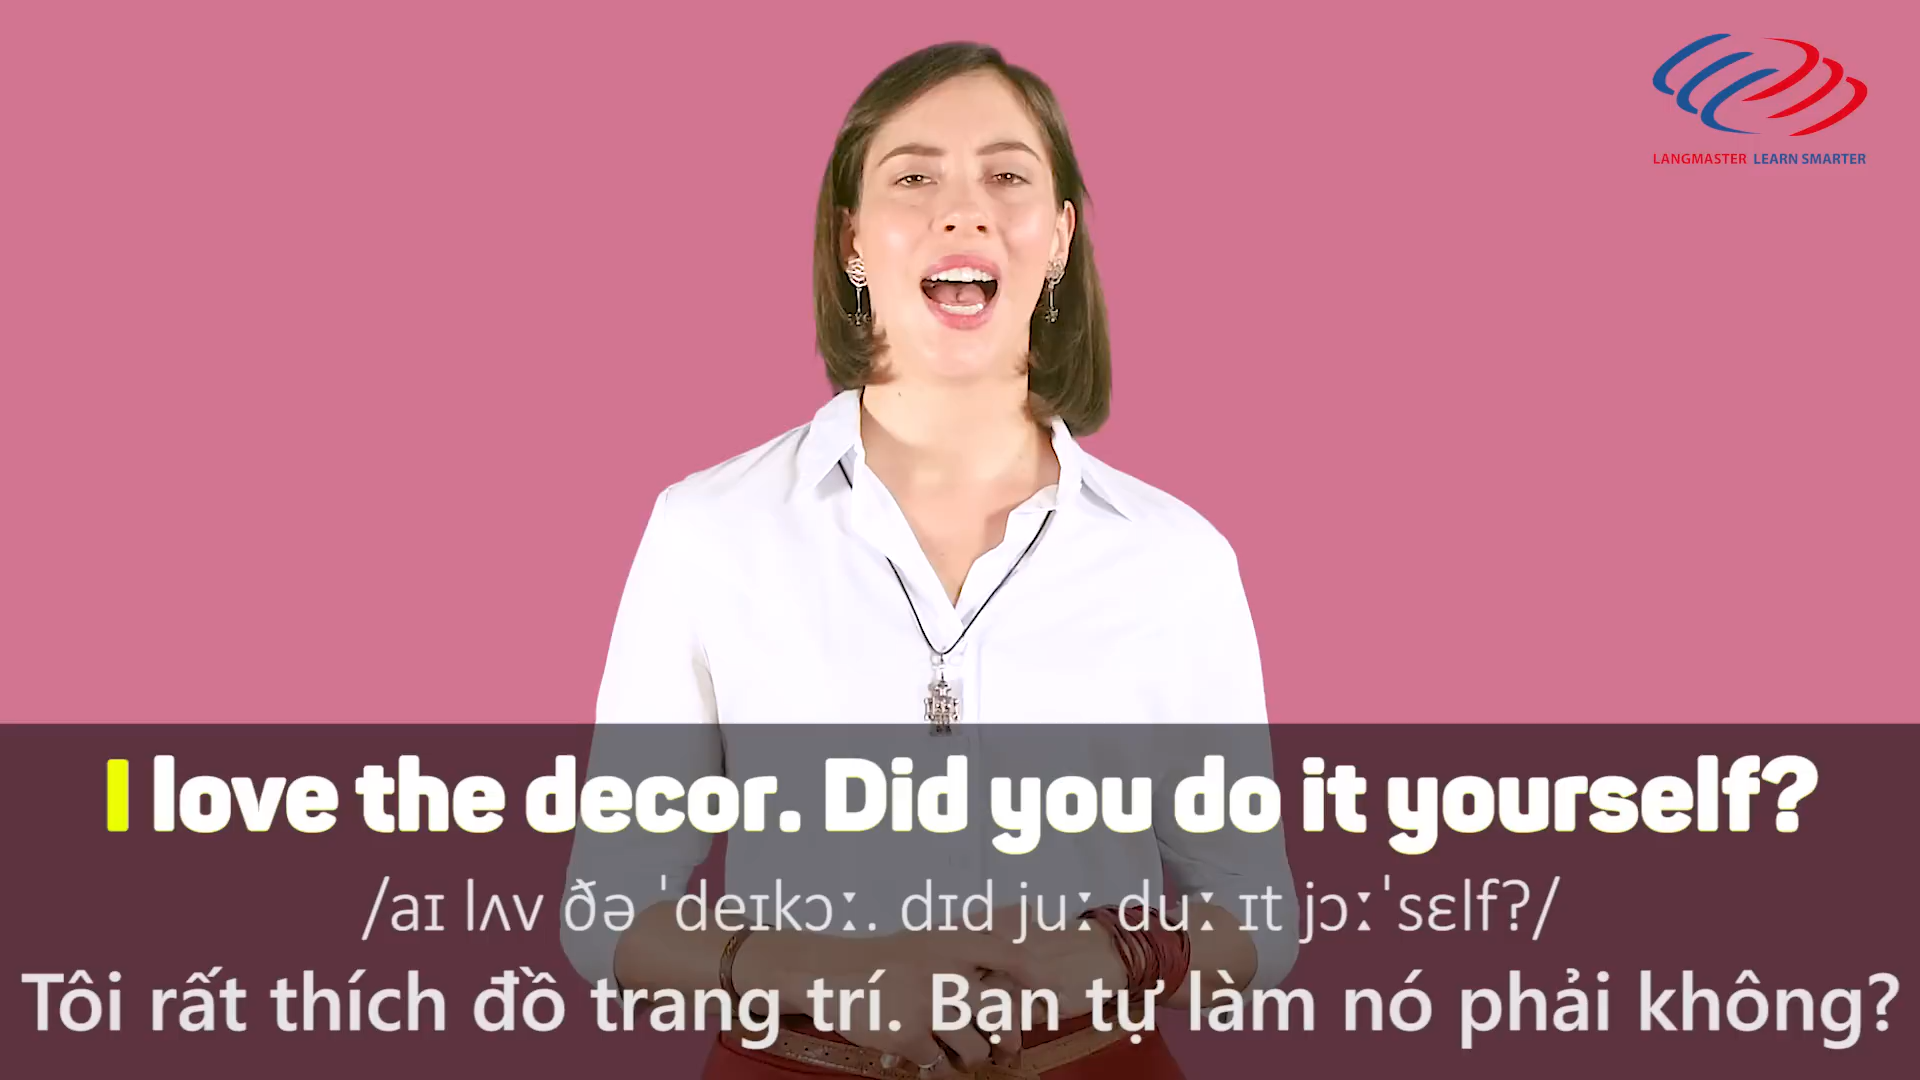 LANGMASTER LEARN SMARTER
I love the decor. Did you do it yourself?
/aɪ lʌv ðə ˈdeɪkɔː. dɪd juː duː ɪt jɔːˈsɛlf?/
Tôi rất thích đồ trang trí. Bạn tự làm nó phải không?